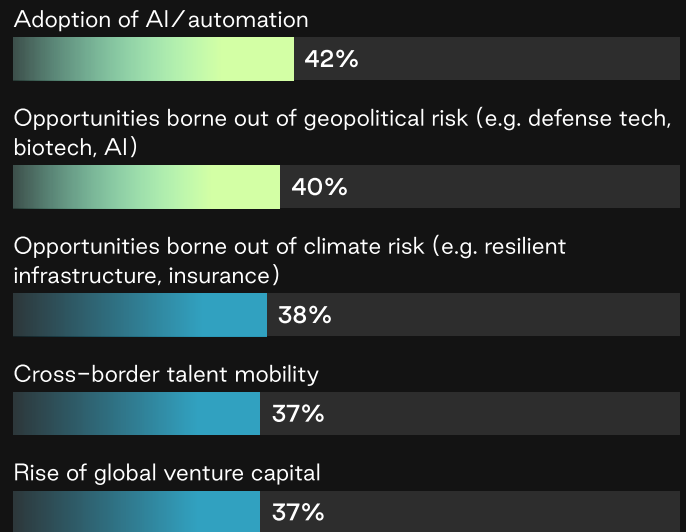 Adoption of AI/automation
42%
Opportunities borne out of geopolitical risk (e.g. defense tech,
biotech, AI)
40%
Opportunities borne out of climate risk (e.g. resilient
infrastructure, insurance)
38%
Cross-border talent mobility
37%
Rise of global venture capital
37%